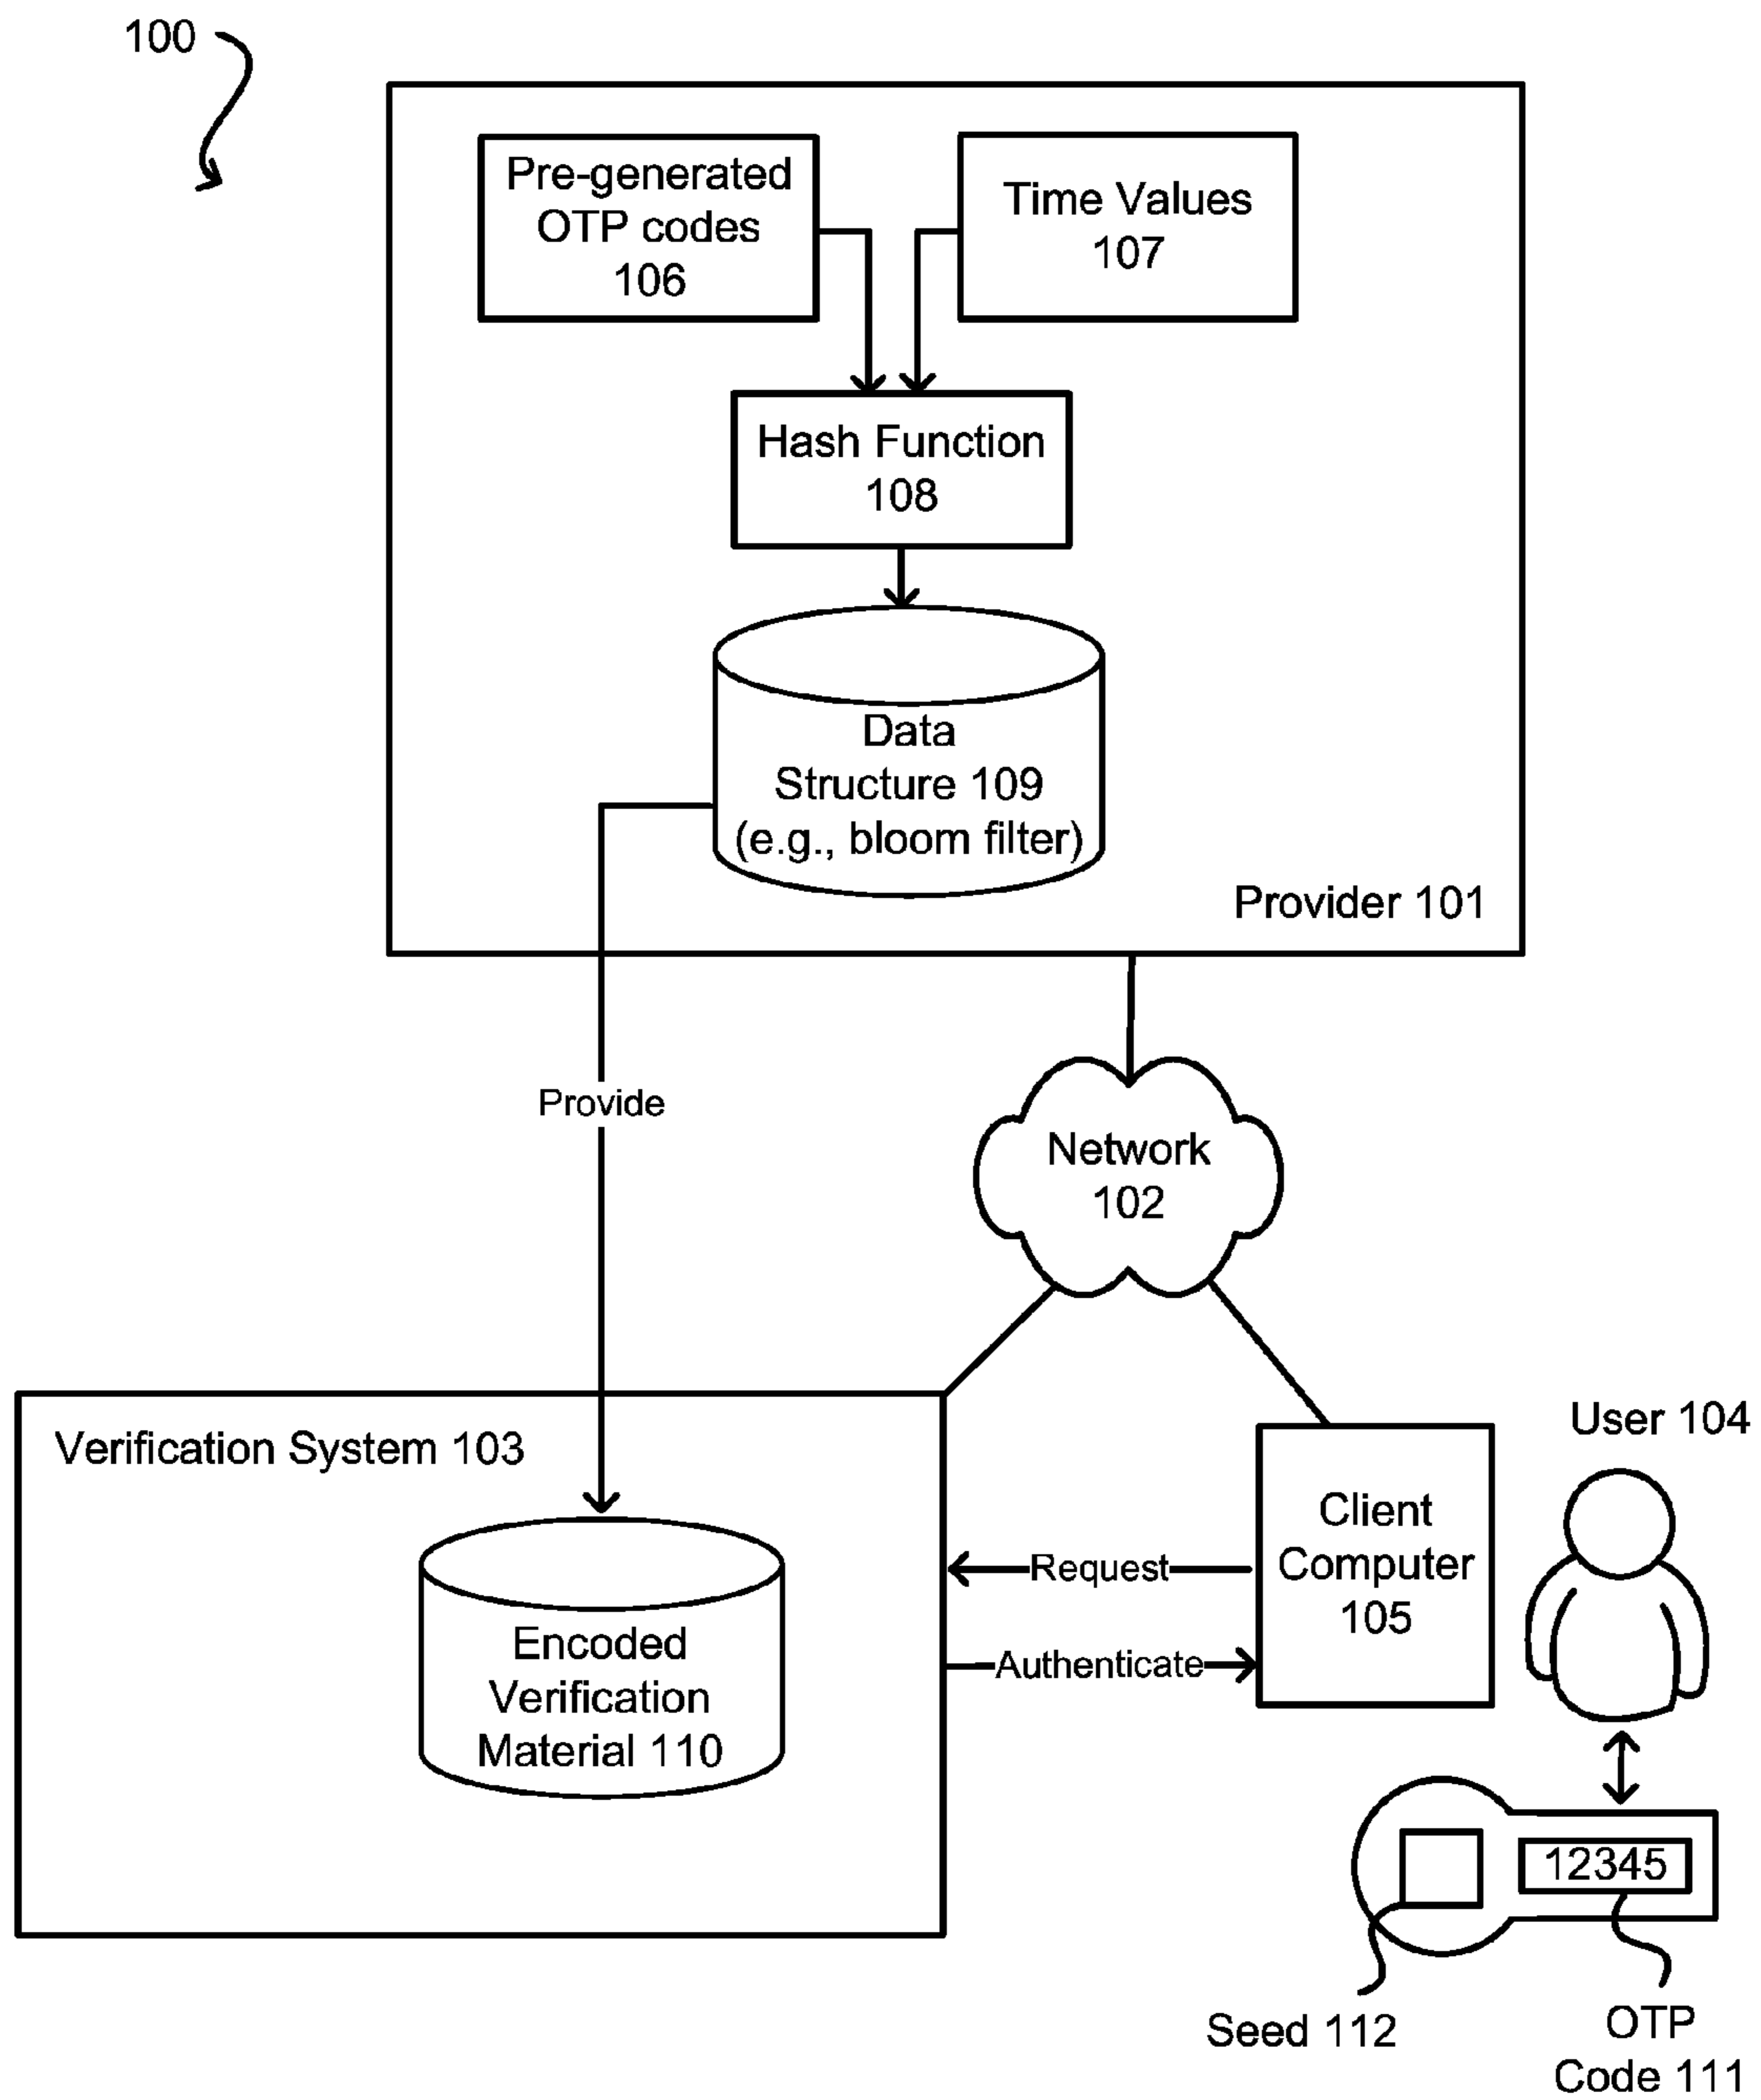 100
Pre-generated
OTP codes
106
Time Values
107
Hash Function
108
Data
Structure 109
(e.g., bloom filter)
Provider 101
Provide
Network
102
Verification System 103
User 104
Client
Computer
105
Request
Authenticate
Encoded
Verification
Material 110
12345
Seed 112
OTP
Code 111